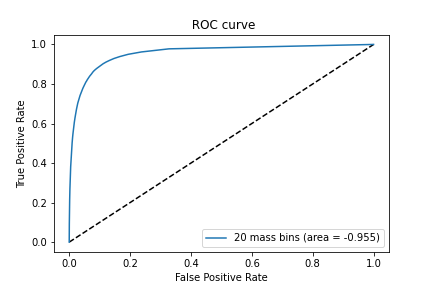 ROC curve
1.0
0.8
0.6
0.4
0.2
0.0
True Positive Rate
20 mass bins (area = -0.955)
0.0 0.2 0.4 0.6 0.8 1.0
False Positive Rate